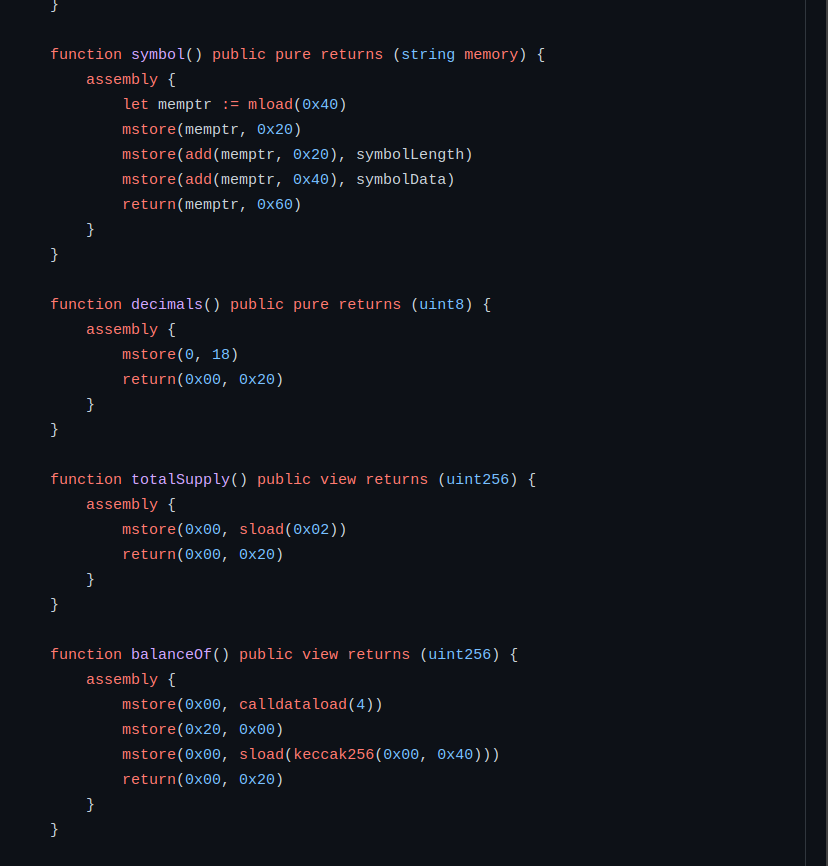 }
function symbol() public pure returns (string memory) {
assembly {
let memptr := mload(0x40)
mstore(memptr, 0x20)
mstore(add(memptr, 0x20), symbolLength)
mstore(add(memptr, 0x40), symbolData)
return(memptr, 0x60)
}
}
function decimals() public pure returns (uint8) {
assembly {
mstore(0, 18)
return(0x00, 0x20)
}
}
function totalSupply() public view returns (uint256) {
assembly {
mstore(0x00, sload(0x02))
return(0x00, 0x20)
}
}
function balanceOf() public view returns (uint256) {
assembly {
mstore(0x00, calldataload(4))
mstore(0x20, 0x00)
mstore(0x00, sload(keccak256(0x00, 0x40)))
return(0x00, 0x20)
}
}